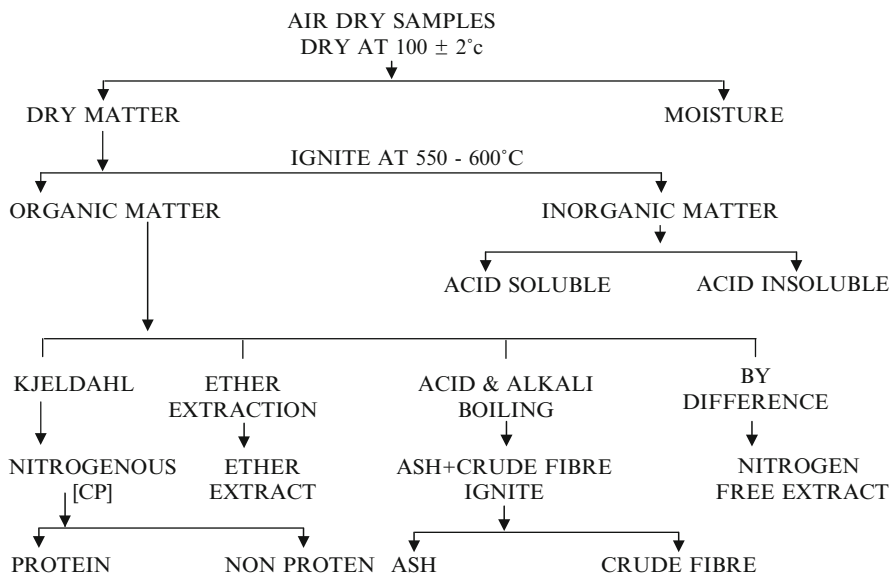 AIR DRY SAMPLES
DRY AT 100 ± 2˚c
DRY MATTER
MOISTURE
IGNITE AT 550 - 600˚C
ORGANIC MATTER
INORGANIC MATTER
ACID SOLUBLE
ACID INSOLUBLE
KJELDAHL
ETHER
EXTRACTION
ACID & ALKALI
BOILING
BY
DIFFERENCE
NITROGENOUS
[CP]
ETHER
EXTRACT
ASH+CRUDE FIBRE
IGNITE
NITROGEN
FREE EXTRACT
PROTEIN
NON PROTEN
ASH
CRUDE FIBRE